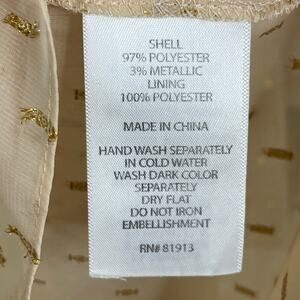 SHELL
97% POLYESTER
3% METALLIC
LINING
100% POLYESTER
MADE IN CHINA
HAND WASH SEPARATELY
IN COLD WATER
WASH DARK COLOR
SEPARATELY
DRY FLAT
DO NOT IRON
EMBELLISHMENT
RN# 81913